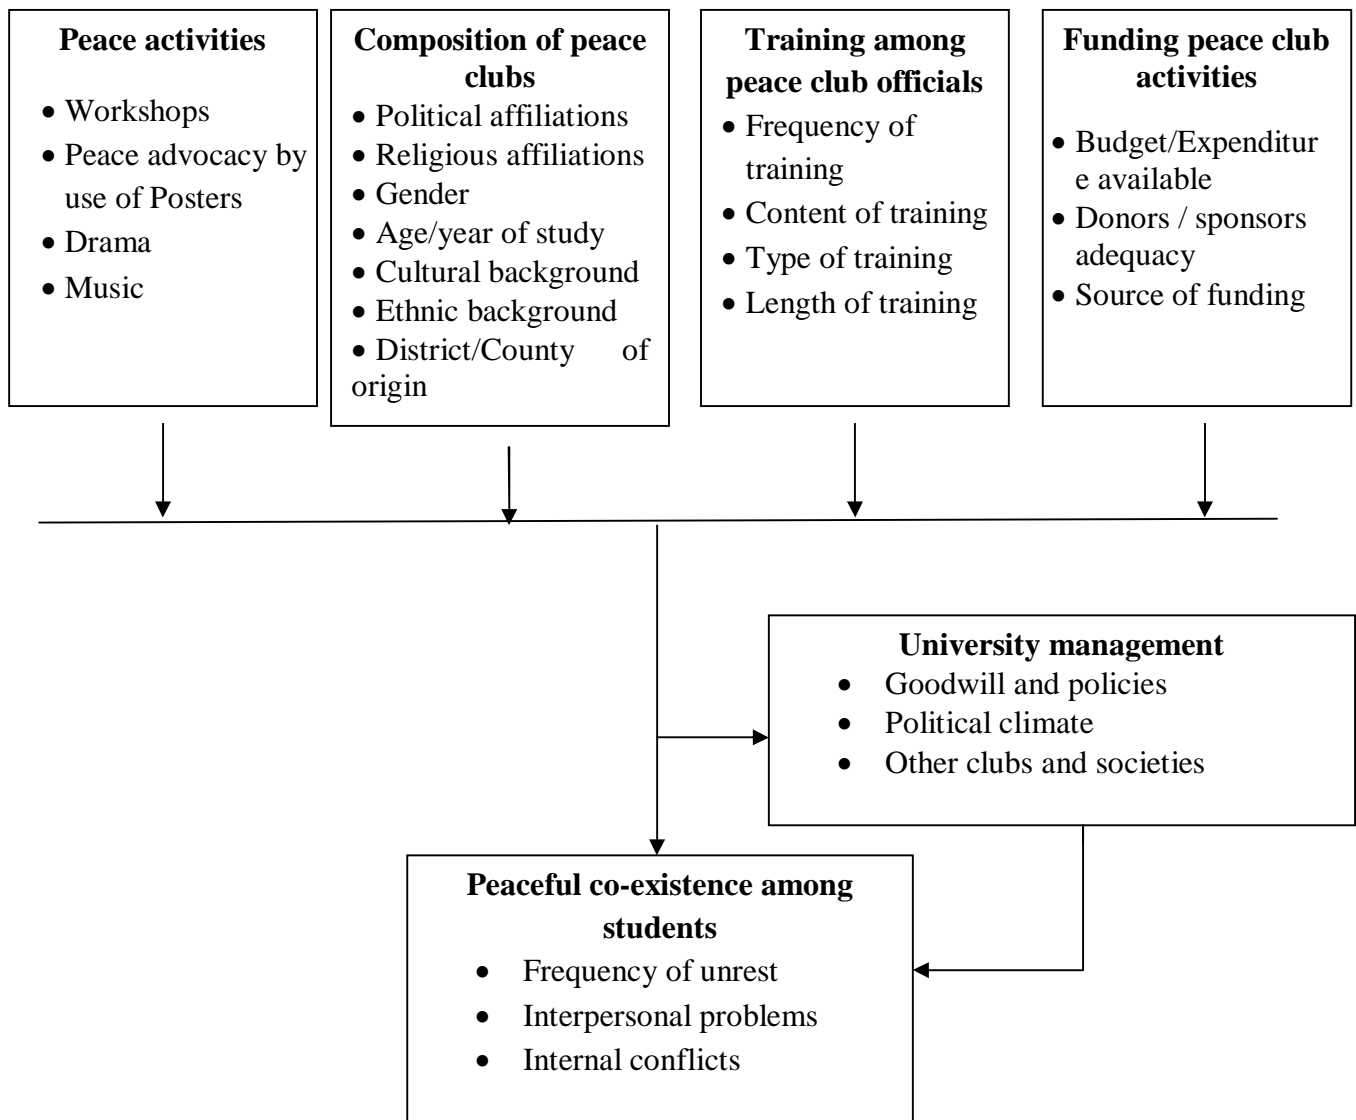 Peace activities
• Workshops
• Peace advocacy by
use of Posters
• Drama
• Music
Composition of peace
clubs
• Political affiliations
• Religious affiliations
• Gender
• Age/year of study
• Cultural background
• Ethnic background
• District/County of
origin
Training among
peace club officials
• Frequency of
training
• Content of training
• Type of training
• Length of training
Funding peace club
activities
• Budget/Expenditur
e available
• Donors / sponsors
adequacy
• Source of funding
University management
• Goodwill and policies
• Political climate
• Other clubs and societies
Peaceful co-existence among
students
• Frequency of unrest
• Interpersonal problems
• Internal conflicts